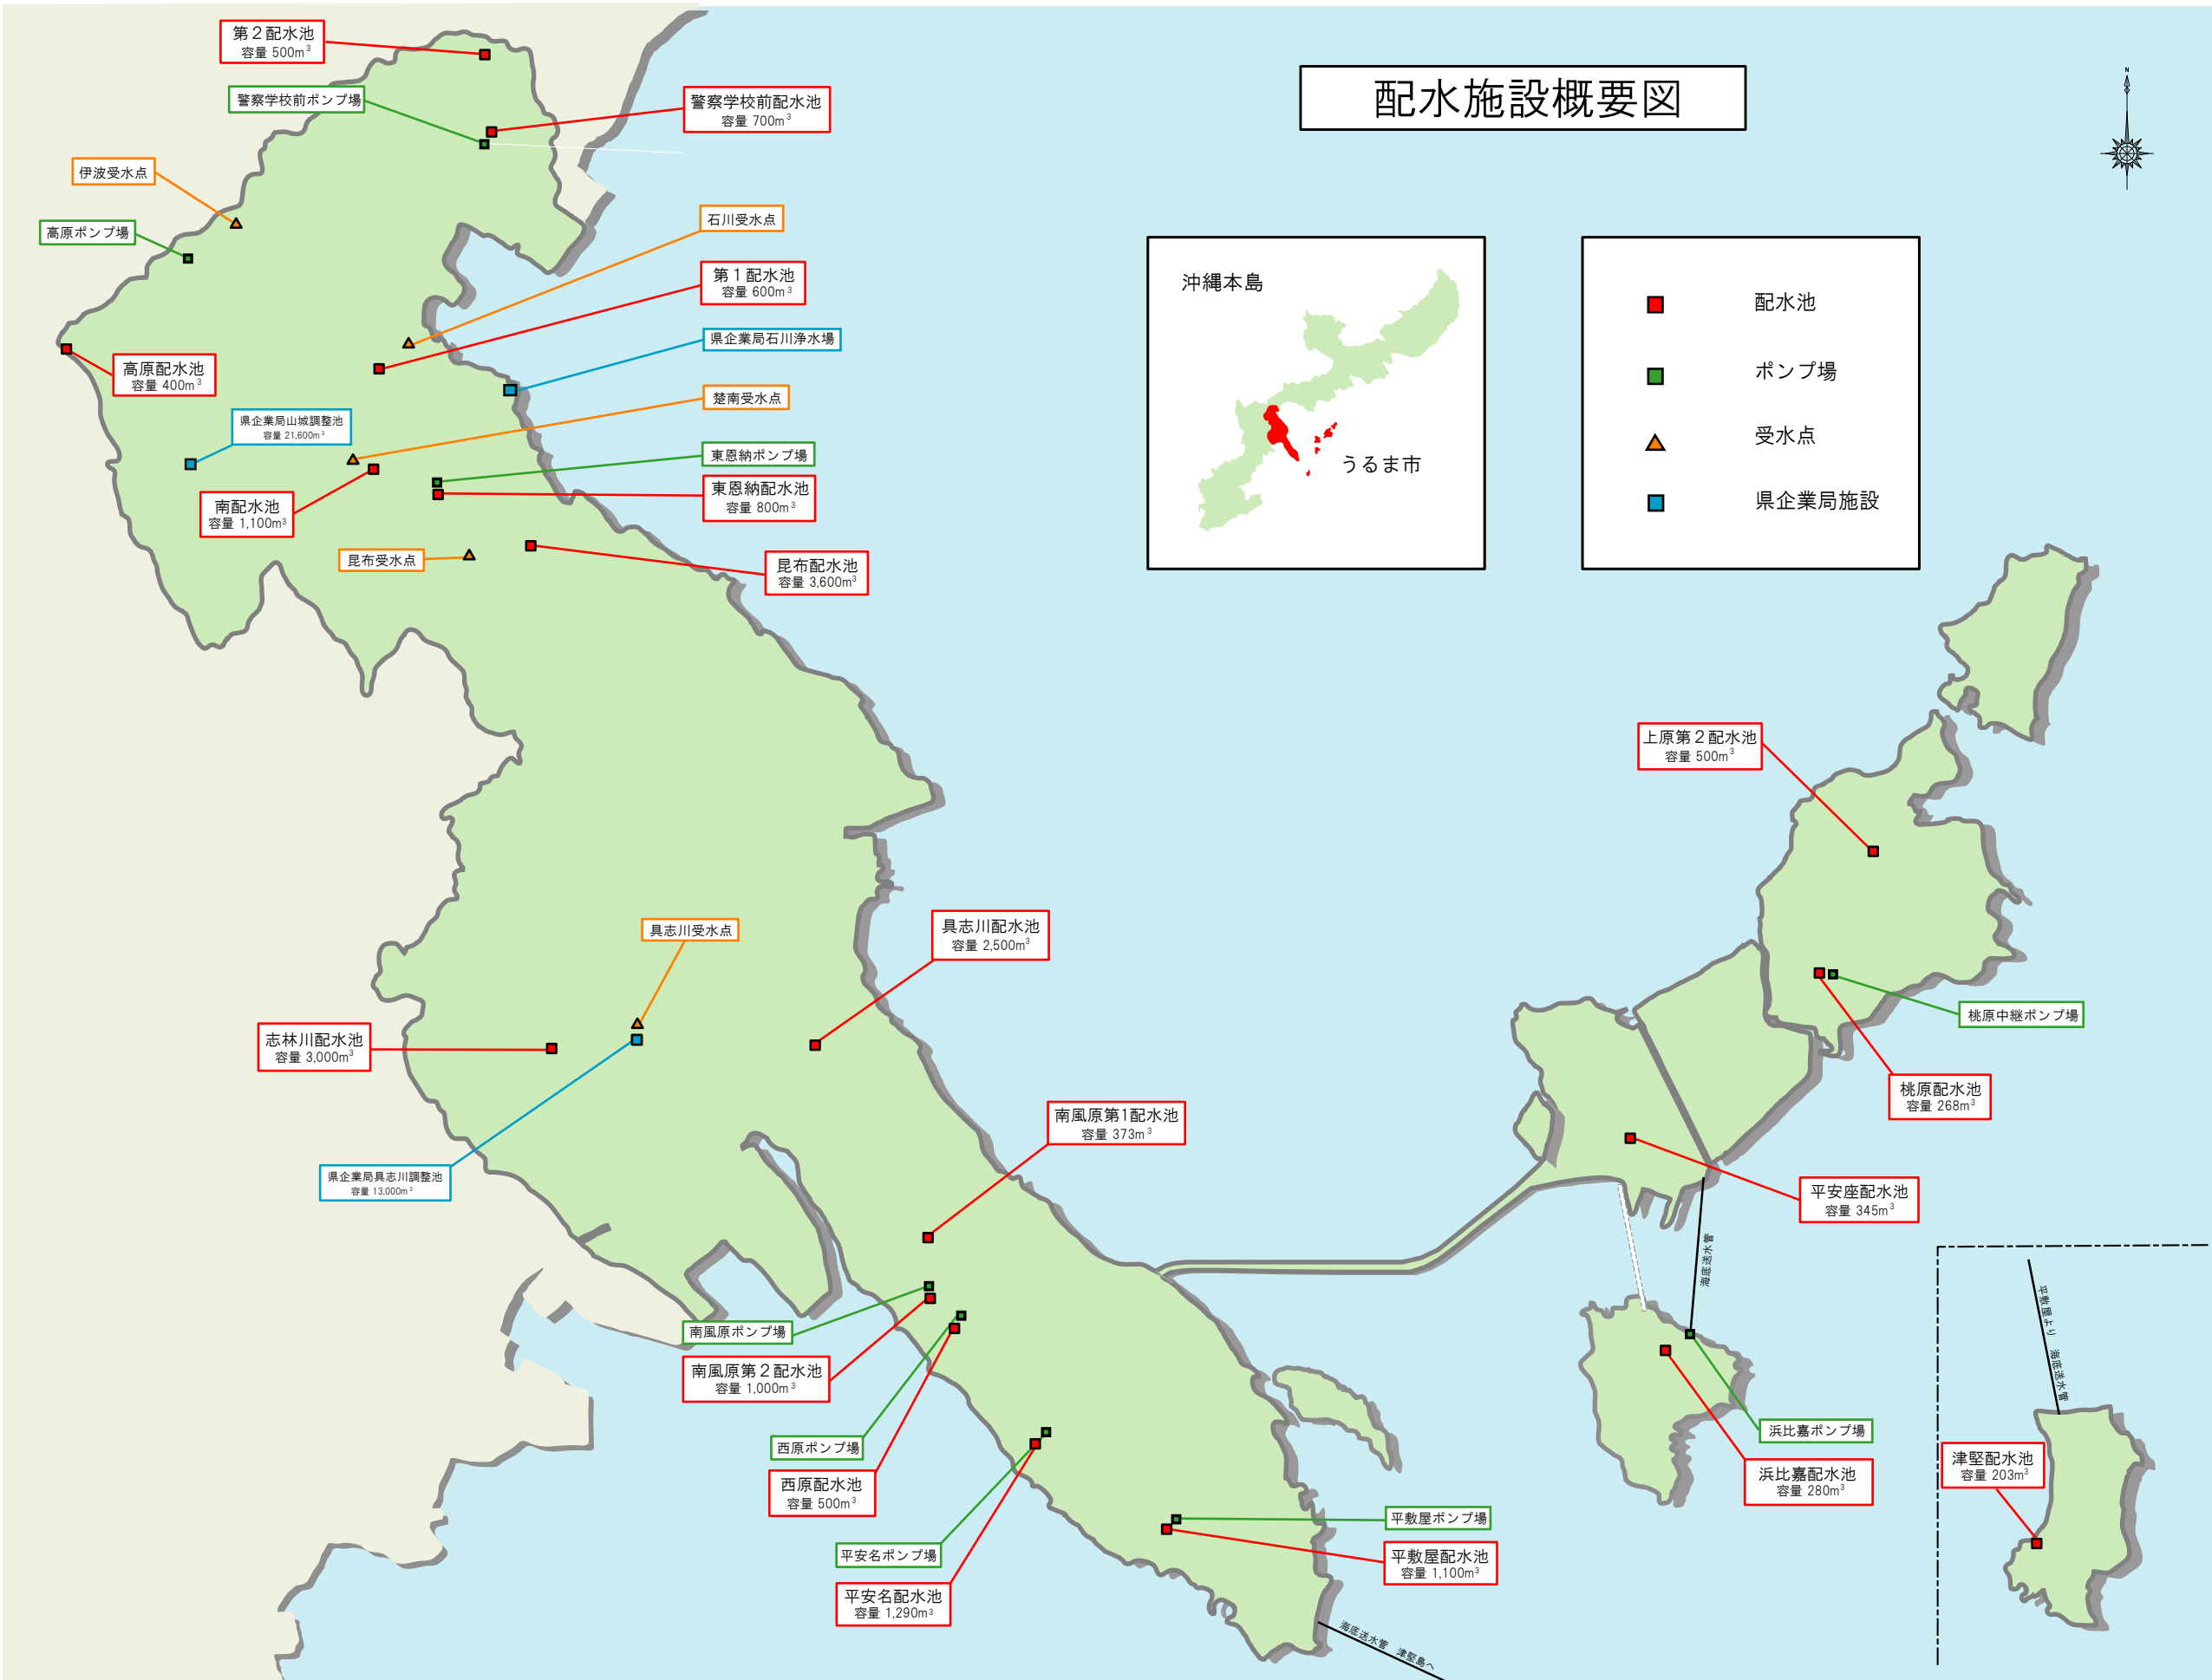 配水施設概要図
N
第２配水池
容量 500m³
警察学校前ポンプ場
警察学校前配水池
容量 700m³
伊波受水点
高原ポンプ場
石川受水点
第１配水池
容量 600m³
県企業局石川浄水場
高原配水池
容量 400m³
楚南受水点
県企業局山城調整池
容量 21,600m³
東恩納ポンプ場
東恩納配水池
容量 800m³
南配水池
容量 1,100m³
昆布受水点
昆布配水池
容量 3,600m³
沖縄本島
うるま市
配水池
ポンプ場
受水点
県企業局施設
上原第２配水池
容量 500m³
具志川受水点
具志川配水池
容量 2,500m³
志林川配水池
容量 3,000m³
桃原中継ポンプ場
桃原配水池
容量 268m³
南風原第1配水池
容量 373m³
県企業局具志川調整池
容量 13,000m³
平安座配水池
容量 345m³
海底送水管
南風原ポンプ場
南風原第２配水池
容量 1,000m³
西原ポンプ場
西原配水池
容量 500m³
平安名ポンプ場
平安名配水池
容量 1,290m³
平敷屋ポンプ場
平敷屋配水池
容量 1,100m³
海底送水管　津堅島へ
浜比嘉ポンプ場
浜比嘉配水池
容量 280m³
平敷屋より　海底送水管
津堅配水池
容量 203m³